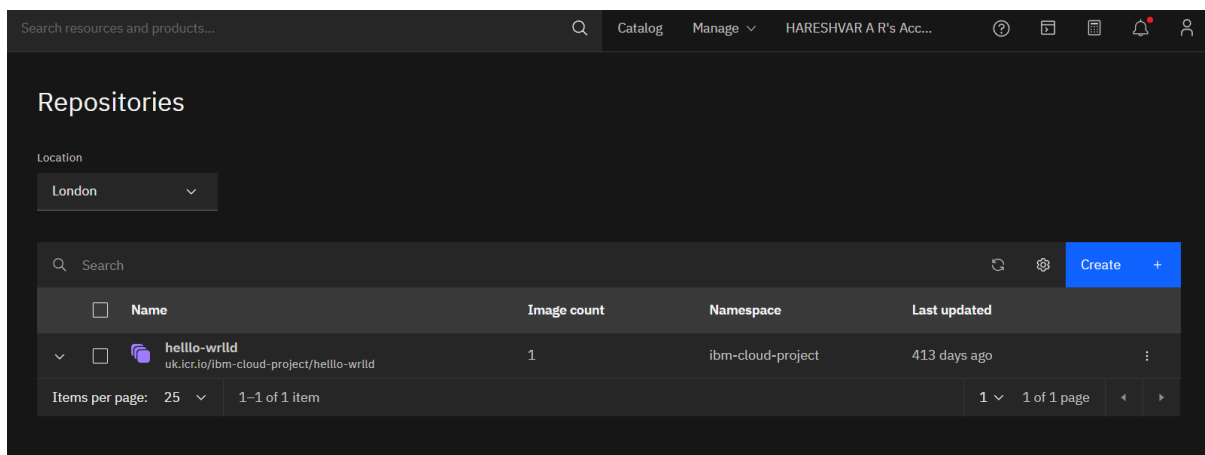 Search resources and products...
Catalog
Manage
HARESHVAR A R's Acc...
Repositories
Location
London
Search
Create +
Name Image count Namespace Last updated
helllo-wrlld
uk.icr.io/ibm-cloud-project/helllo-wrlld
1
ibm-cloud-project
413 days ago
Items per page: 25
1–1 of 1 item
1
1 of 1 page